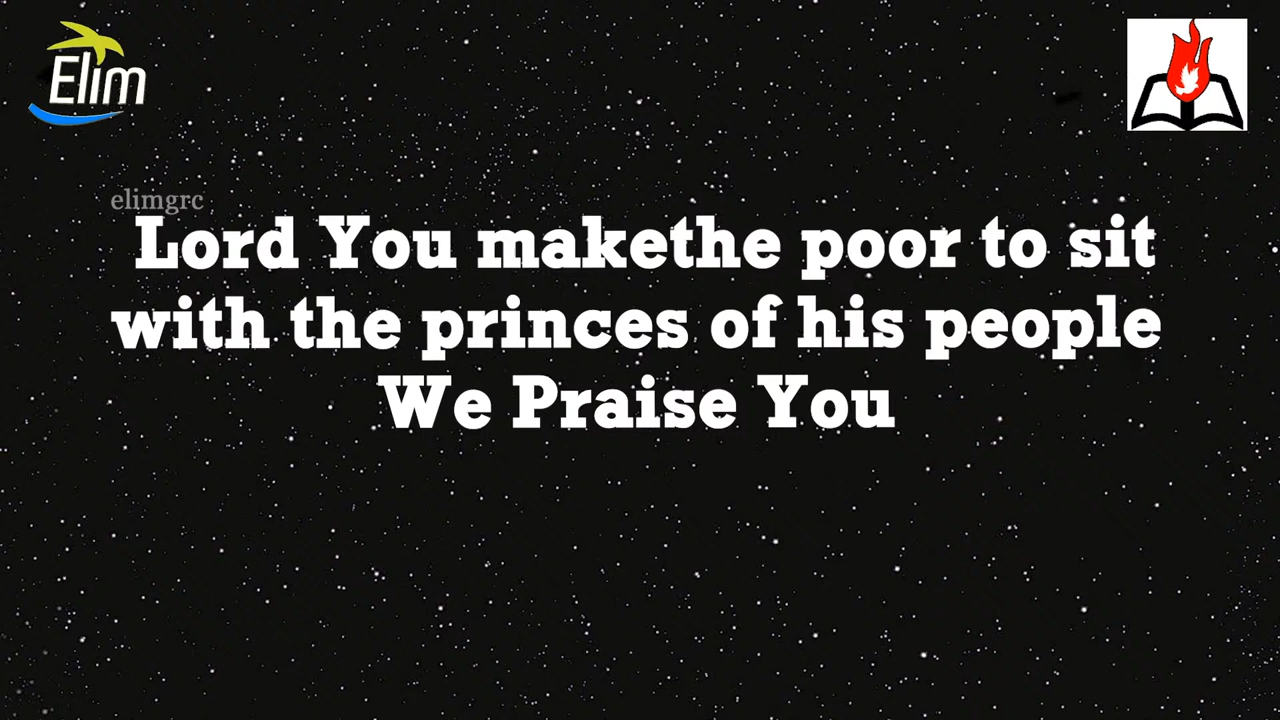 Elim
elimgrc
Lord You makethe poor to sit
with the princes of his people
We Praise You